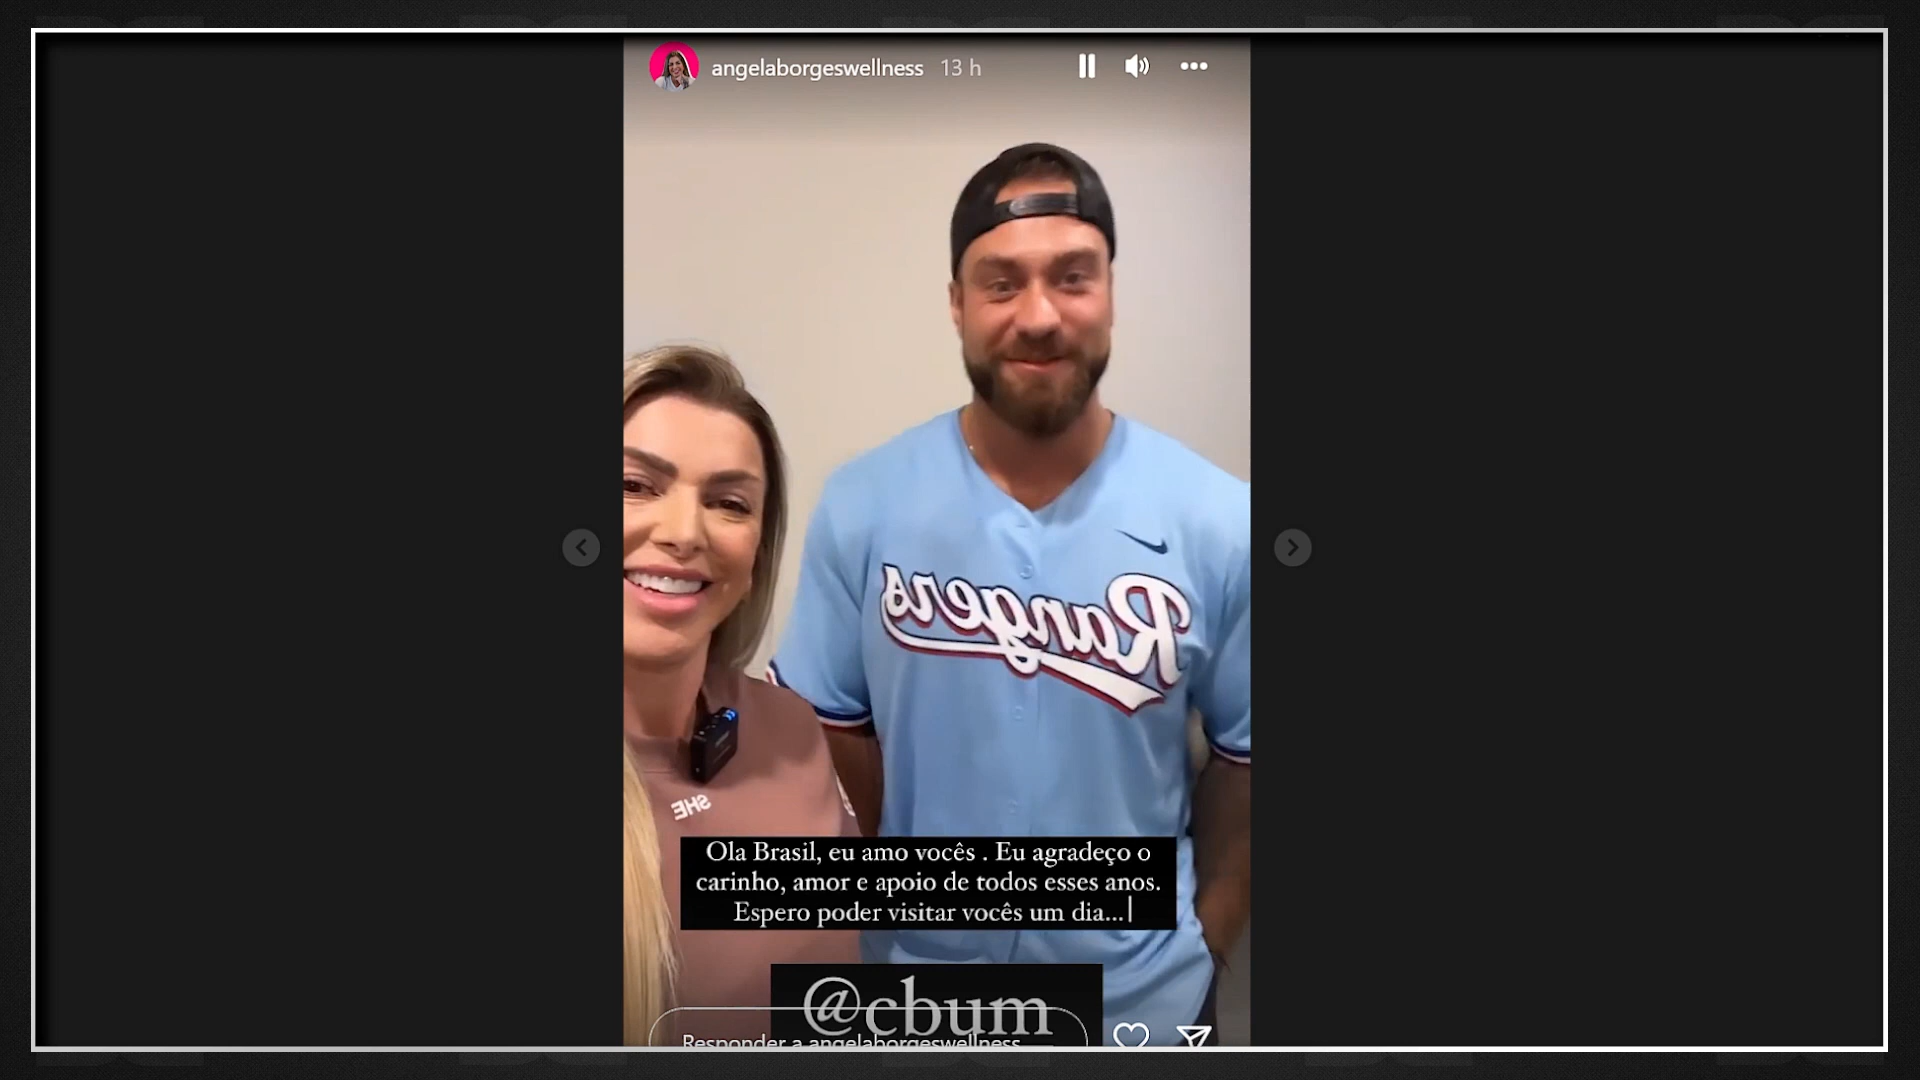 angelaborgeswellness 13 h
Rangers
SHE
Ola Brasil, eu amo vocês . Eu agradeço o
carinho, amor e apoio de todos esses anos.
Espero poder visitar vocês um dia...
@cbum
Responder a angelaborgeswellness...